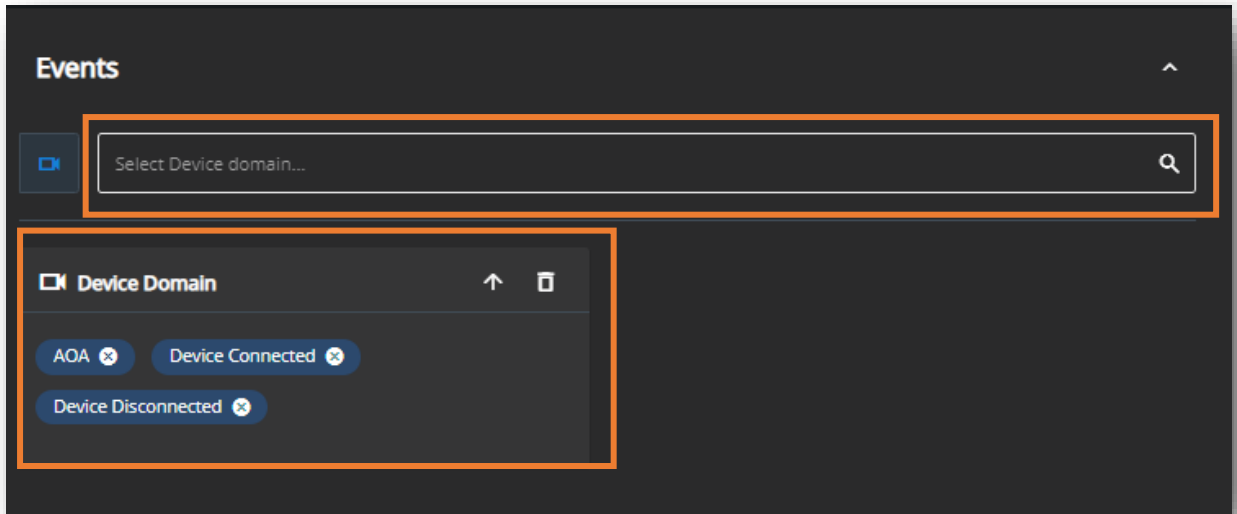 Events
Select Device domain...
Device Domain
AOA Device Connected
Device Disconnected